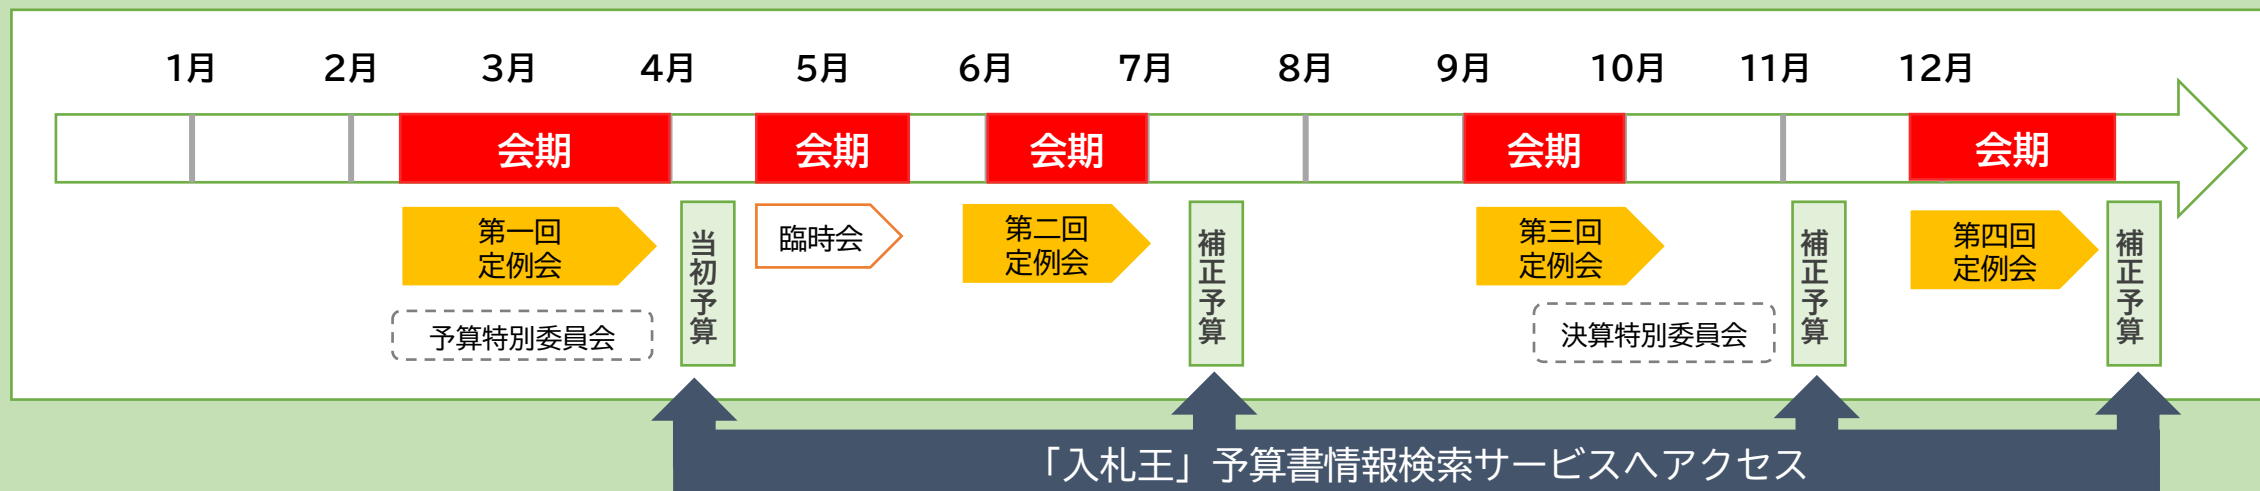 1月 2月 3月 4月 5月 6月 7月 8月 9月 10月 11月 12月
会期 会期 会期 会期 会期
第一回
定例会
予算特別委員会
当初予算
臨時会
第二回
定例会
補正予算
第三回
定例会
決算特別委員会
補正予算
第四回
定例会
補正予算
「入札王」予算書情報検索サービスへアクセス